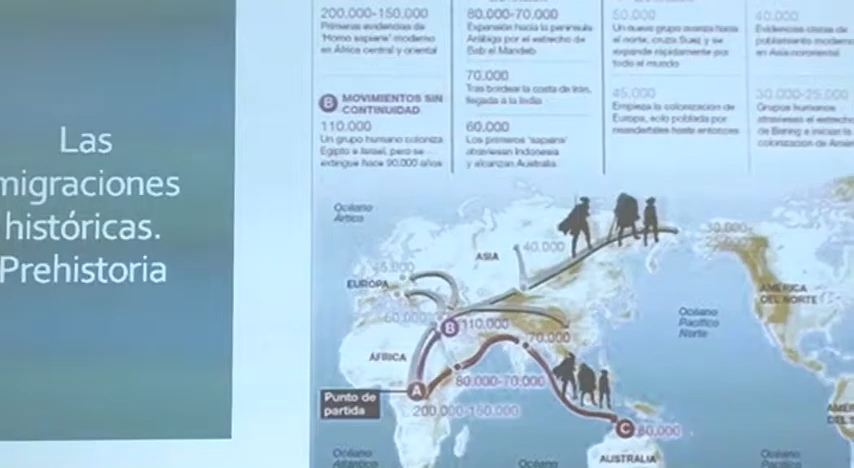 Las
migraciones
históricas.
Prehistoria
200.000-150.000
Primeras evidencias de
'Homo sapiens' moderno
en África central y oriental
B MOVIMIENTOS SIN
CONTINUIDAD
110.000
Un grupo humano coloniza
Egipto e Israel, pero se
extingue hace 90.000 años
80.000-70.000
Expansión hacia la península
Arábiga por el estrecho de
Bab el Mandeb
70.000
Tras bordear la costa de Irán,
llegada a la India
60.000
Los primeros 'sapiens'
atraviesan Indonesia
y alcanzan Australia
50.000
Un nuevo grupo avanza hacia
el norte, cruza Suez y se
expande rápidamente por
todo el mundo
45.000
Empieza la colonización de
Europa, solo poblada por
neandertales hasta entonces
40.000
Evidencias claras de
poblamiento moderno
en Asia nororiental
30.000-25.000
Grupos humanos
atraviesan el estrecho
de Bering e inician la
colonización de
Océano
Ártico
ASIA
40.000
30.000-
45.000
EUROPA
60.000
B 110.000
70.000
ÁFRICA
AMÉRICA
DEL NORTE
Océano
Pacífico
Norte
A
80.000-70.000
Punto de
partida
200.000-150.000
C 60.000
AUSTRALIA
Océano
Atlántico
Océano
Océano
Pacífico